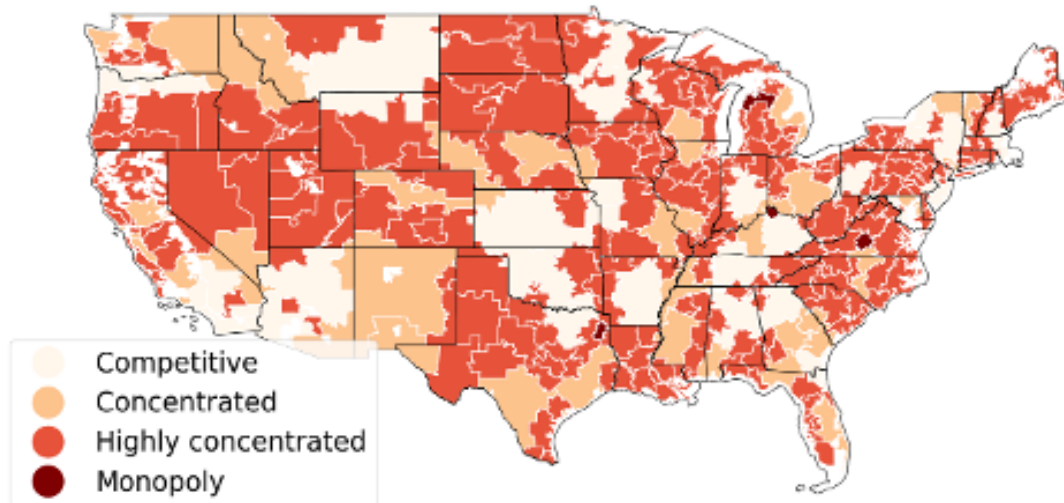 Competitive
Concentrated
Highly concentrated
Monopoly